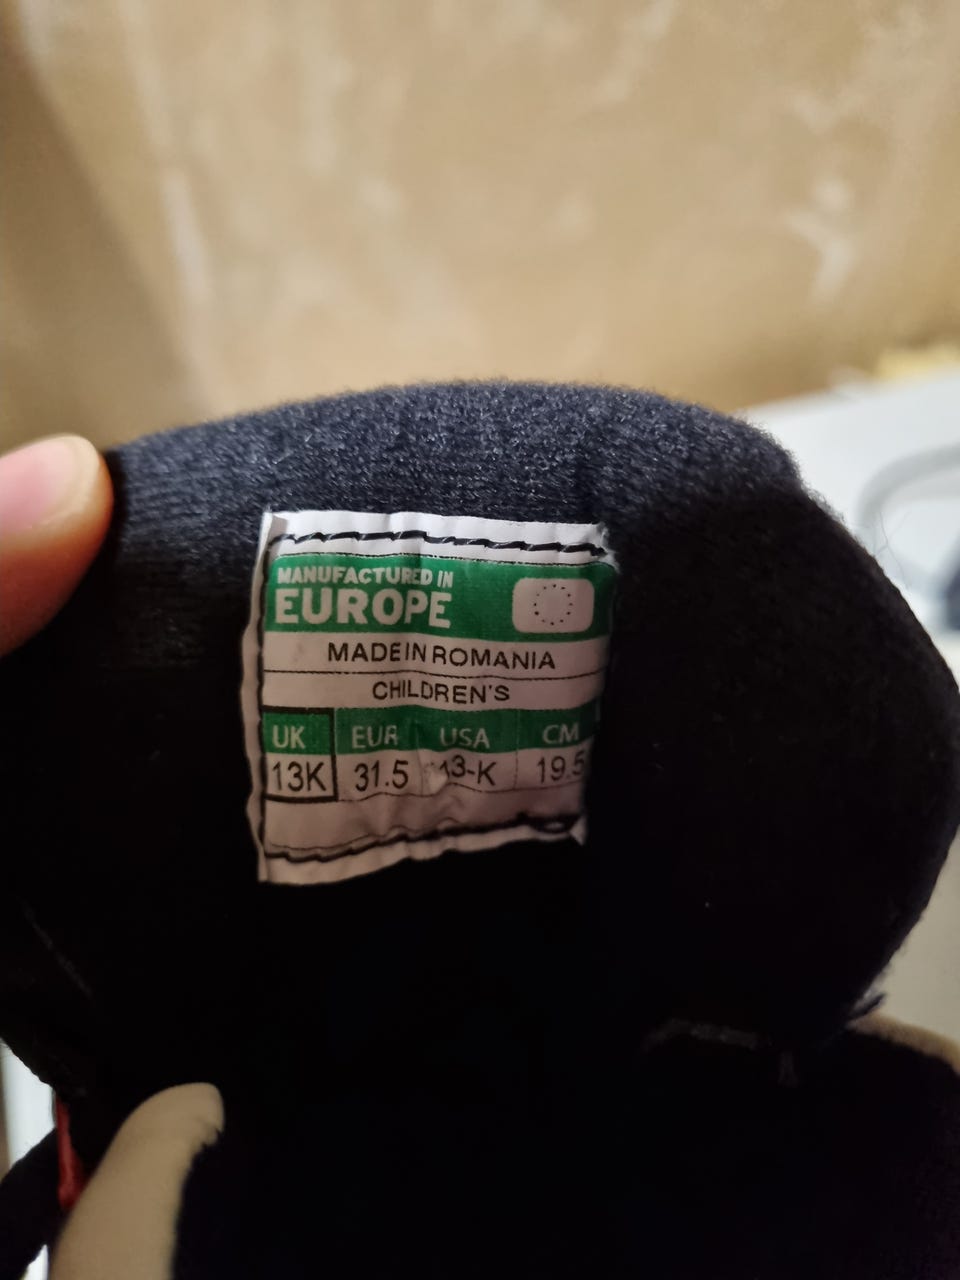 MANUFACTURED IN
EUROPE
MADE IN ROMANIA
CHILDREN'S
UK EUR USA CM
13K 31.5 13-K 19.5